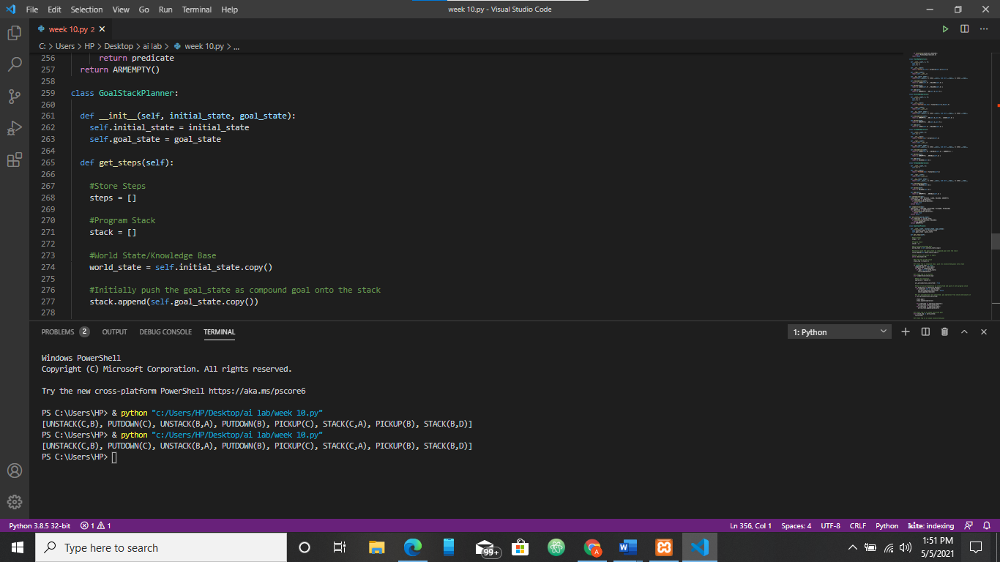 File Edit Selection View Go Run Terminal Help week 10.py - Visual Studio Code
week 10.py 2
C: > Users > HP > Desktop > ai lab > week 10.py > ...
256 return predicate
257 return ARMEMPTY()
258
259 class GoalStackPlanner:
260
261 def __init__(self, initial_state, goal_state):
262 self.initial_state = initial_state
263 self.goal_state = goal_state
264
265 def get_steps(self):
266
267 #Store Steps
268 steps = []
269
270 #Program Stack
271 stack = []
272
273 #World State/Knowledge Base
274 world_state = self.initial_state.copy()
275
276 #Initially push the goal_state as compound goal onto the stack
277 stack.append(self.goal_state.copy())
278
PROBLEMS 2 OUTPUT DEBUG CONSOLE TERMINAL 1: Python
Windows PowerShell
Copyright (C) Microsoft Corporation. All rights reserved.
Try the new cross-platform PowerShell https://aka.ms/pscore6
PS C:\Users\HP> & python "c:/Users/HP/Desktop/ai lab/week 10.py"
[UNSTACK(C,B), PUTDOWN(C), UNSTACK(B,A), PUTDOWN(B), PICKUP(C), STACK(C,A), PICKUP(B), STACK(B,D)]
PS C:\Users\HP> & python "c:/Users/HP/Desktop/ai lab/week 10.py"
[UNSTACK(C,B), PUTDOWN(C), UNSTACK(B,A), PUTDOWN(B), PICKUP(C), STACK(C,A), PICKUP(B), STACK(B,D)]
PS C:\Users\HP>
Python 3.8.5 32-bit 1 1 Ln 356, Col 1 Spaces: 4 UTF-8 CRLF Python kite: indexing
Type here to search 99+ 1:51 PM
5/5/2021